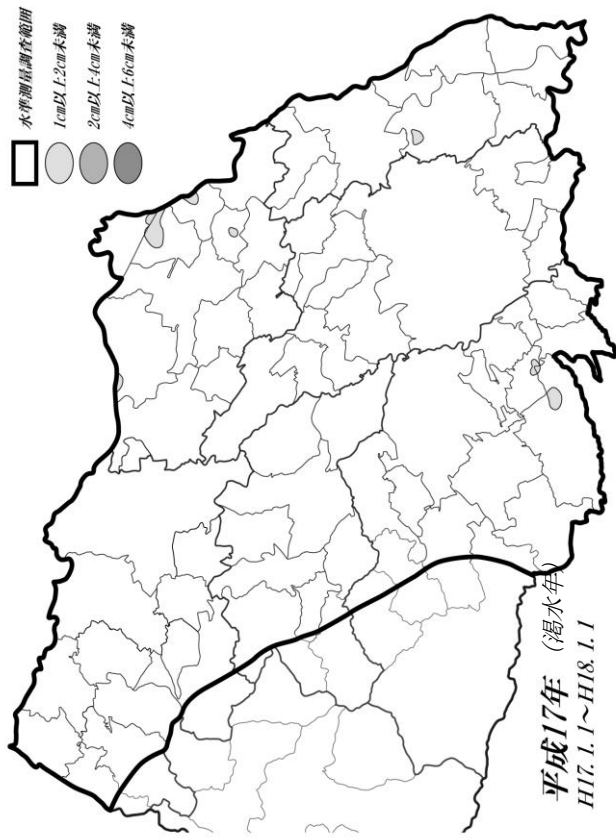 水準測量調査範囲
1cm以上2cm未満
2cm以上4cm未満
4cm以上6cm未満
平成17年 (渇水年)
H17.1.1～H18.1.1